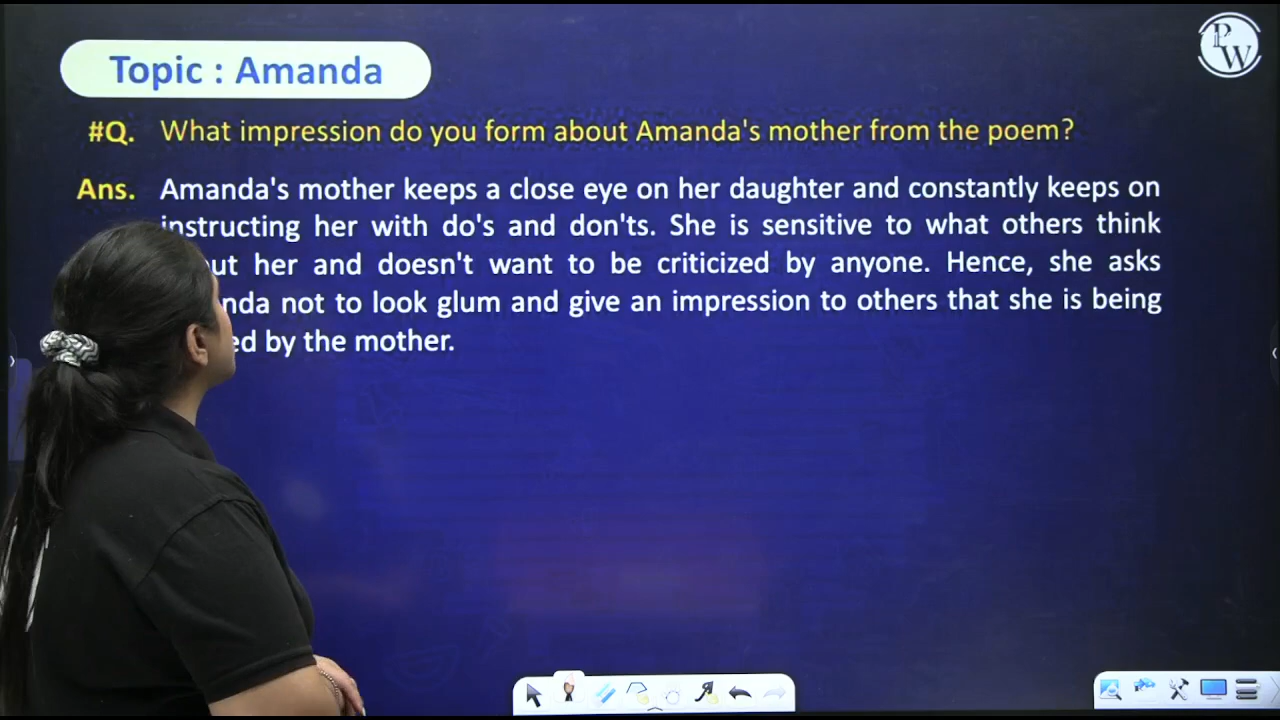 Topic : Amanda
PW
#Q. What impression do you form about Amanda's mother from the poem?
Ans. Amanda's mother keeps a close eye on her daughter and constantly keeps on
instructing her with do's and don'ts. She is sensitive to what others think
her and doesn't want to be criticized by anyone. Hence, she asks
not to look glum and give an impression to others that she is being
by the mother.